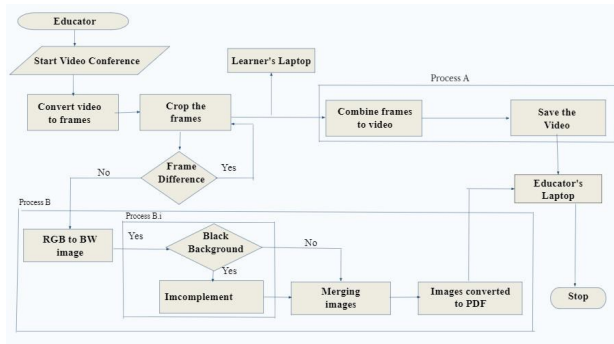 Educator
Start Video Conference
Learner's Laptop
Process A
Convert video
to frames
Crop the
frames
Combine frames
to video
Save the
Video
No
Frame
Difference
Yes
Educator's
Laptop
Process B
Process B.i
RGB to BW
image
Yes
Black
Background
No
Yes
Imcomplement
Merging
images
Images converted
to PDF
Stop